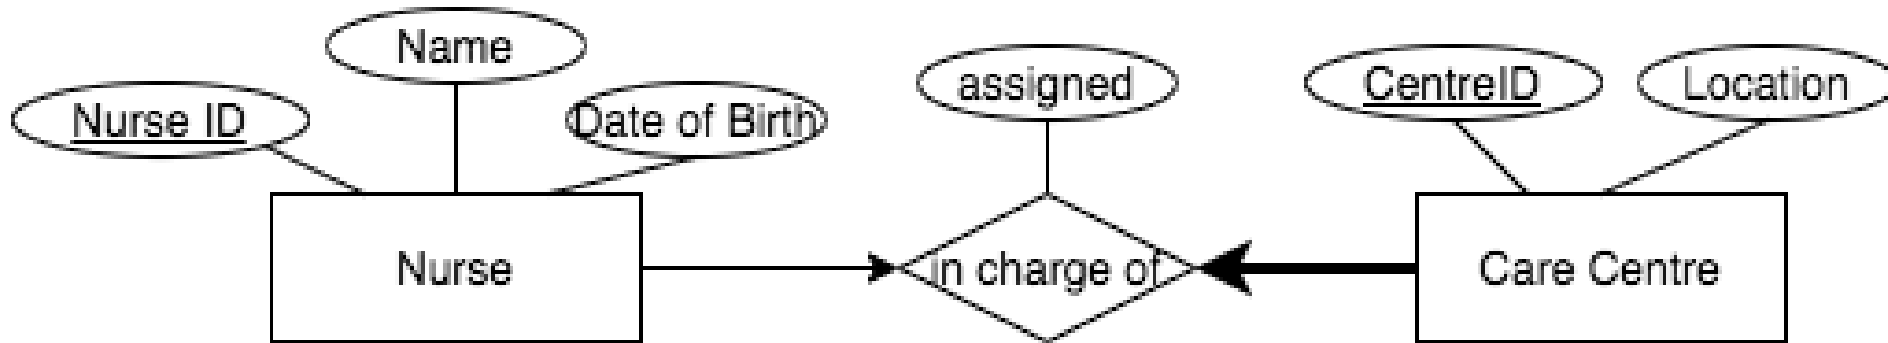 Name
Nurse ID
Date of Birth
assigned
CentreID
Location
Nurse
in charge of
Care Centre